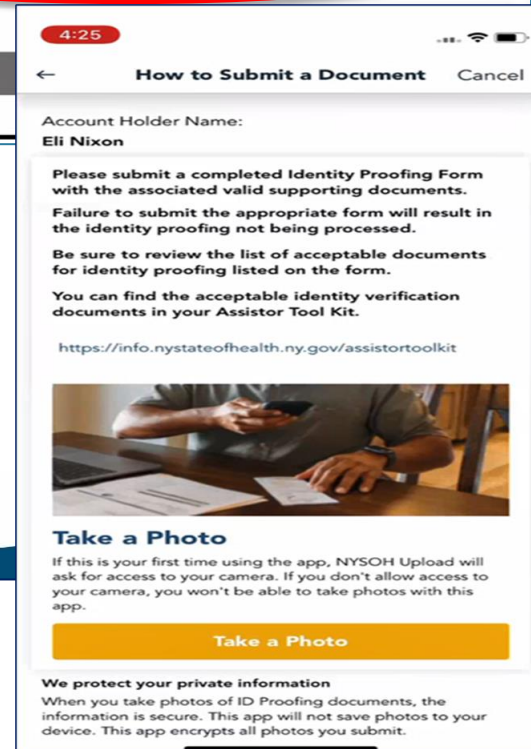 4:25
← How to Submit a Document Cancel
Account Holder Name:
Eli Nixon
Please submit a completed Identity Proofing Form
with the associated valid supporting documents.
Failure to submit the appropriate form will result in
the identity proofing not being processed.
Be sure to review the list of acceptable documents
for identity proofing listed on the form.
You can find the acceptable identity verification
documents in your Assistor Tool Kit.
https://info.nystateofhealth.ny.gov/assistortoolkit
Take a Photo
If this is your first time using the app, NYSOH Upload will
ask for access to your camera. If you don't allow access to
your camera, you won't be able to take photos with this
app.
Take a Photo
We protect your private information
When you take photos of ID Proofing documents, the
information is secure. This app will not save photos to your
device. This app encrypts all photos you submit.